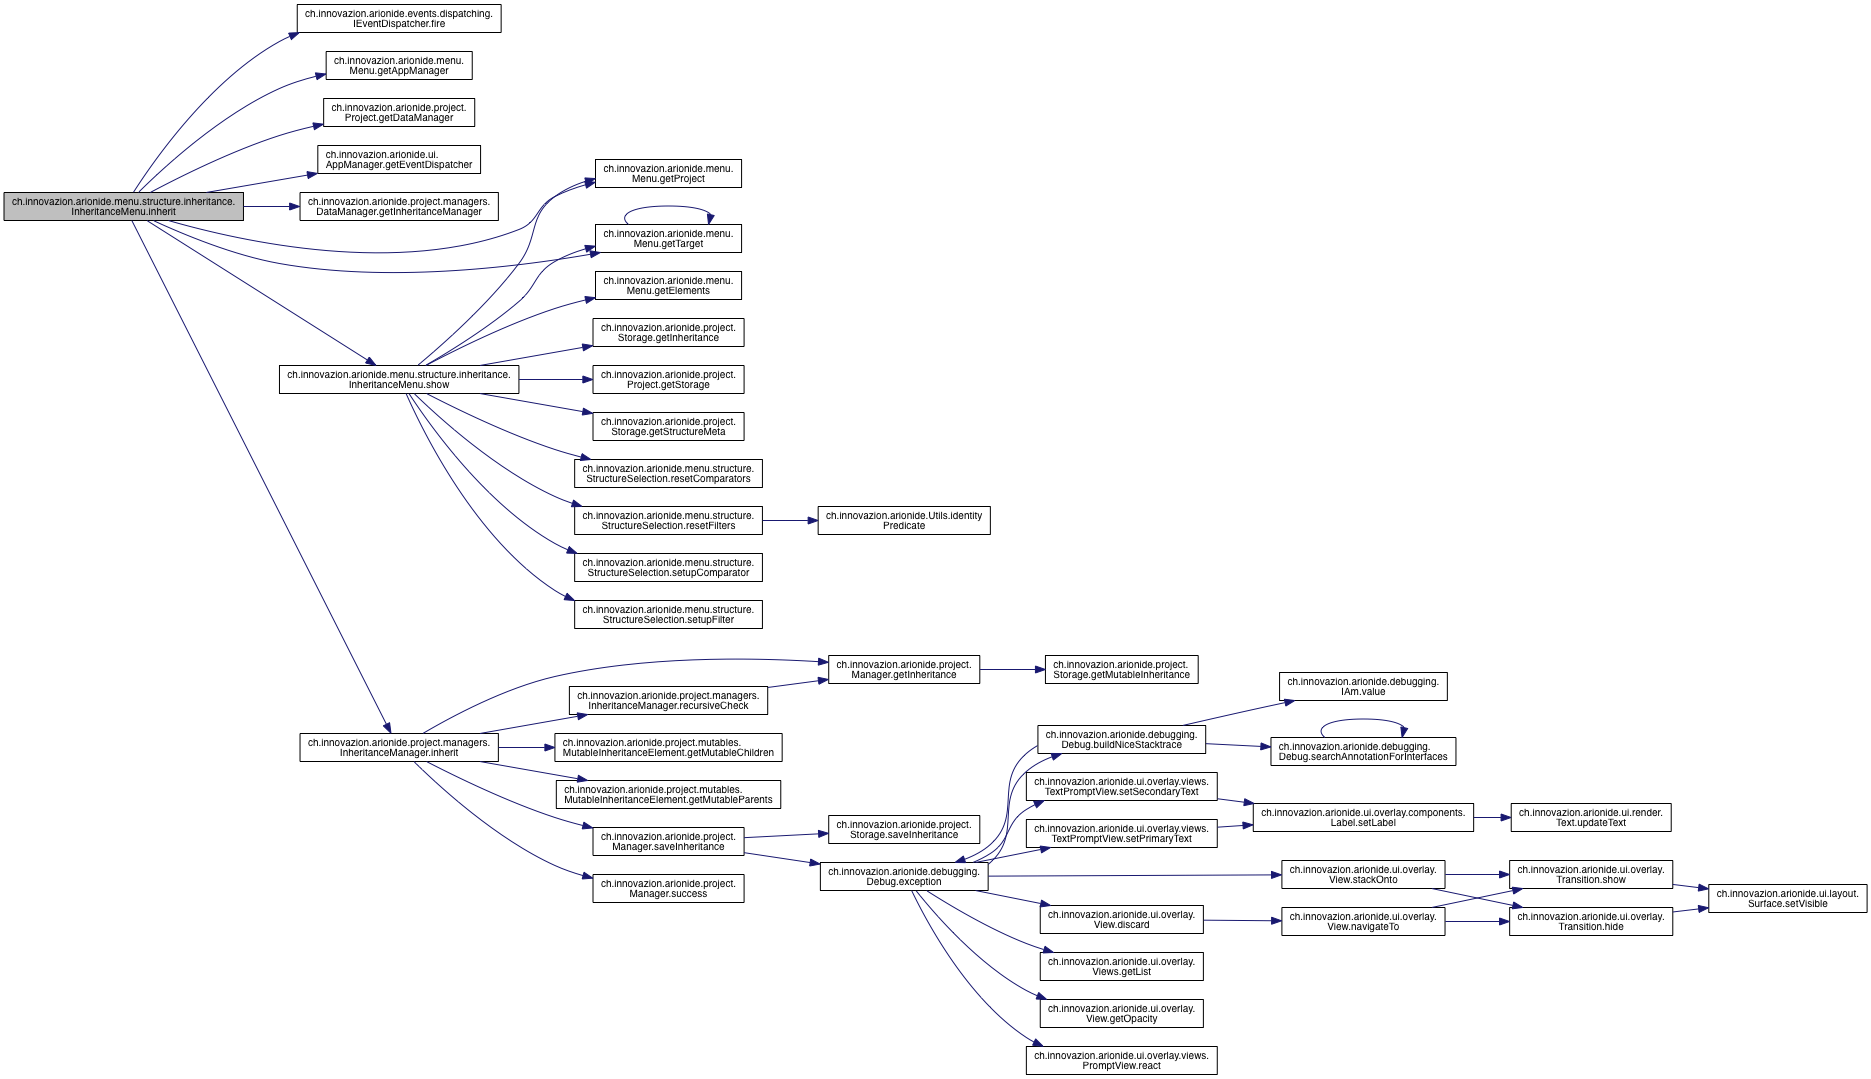 ch.innovazion.arionide.events.dispatching.
IEventDispatcher.fire
ch.innovazion.arionide.menu.
Menu.getAppManager
ch.innovazion.arionide.project.
Project.getDataManager
ch.innovazion.arionide.ui.
AppManager.getEventDispatcher
ch.innovazion.arionide.menu.structure.inheritance.
InheritanceMenu.inherit
ch.innovazion.arionide.project.managers.
DataManager.getInheritanceManager
ch.innovazion.arionide.menu.
Menu.getProject
ch.innovazion.arionide.menu.
Menu.getTarget
ch.innovazion.arionide.menu.
Menu.getElements
ch.innovazion.arionide.project.
Storage.getInheritance
ch.innovazion.arionide.menu.structure.inheritance.
InheritanceMenu.show
ch.innovazion.arionide.project.
Project.getStorage
ch.innovazion.arionide.project.
Storage.getStructureMeta
ch.innovazion.arionide.menu.structure.
StructureSelection.resetComparators
ch.innovazion.arionide.menu.structure.
StructureSelection.resetFilters
ch.innovazion.arionide.Utils.identity
Predicate
ch.innovazion.arionide.menu.structure.
StructureSelection.setupComparator
ch.innovazion.arionide.menu.structure.
StructureSelection.setupFilter
ch.innovazion.arionide.project.
Manager.getInheritance
ch.innovazion.arionide.project.
Storage.getMutableInheritance
ch.innovazion.arionide.project.managers.
InheritanceManager.recursiveCheck
ch.innovazion.arionide.debugging.
IAm.value
ch.innovazion.arionide.project.managers.
InheritanceManager.inherit
ch.innovazion.arionide.project.mutables.
MutableInheritanceElement.getMutableChildren
ch.innovazion.arionide.debugging.
Debug.buildNiceStacktrace
ch.innovazion.arionide.debugging.
Debug.searchAnnotationForInterfaces
ch.innovazion.arionide.project.mutables.
MutableInheritanceElement.getMutableParents
ch.innovazion.arionide.ui.overlay.views.
TextPromptView.setSecondaryText
ch.innovazion.arionide.ui.overlay.components.
Label.setLabel
ch.innovazion.arionide.ui.render.
Text.updateText
ch.innovazion.arionide.project.
Manager.saveInheritance
ch.innovazion.arionide.project.
Storage.saveInheritance
ch.innovazion.arionide.ui.overlay.views.
TextPromptView.setPrimaryText
ch.innovazion.arionide.project.
Manager.success
ch.innovazion.arionide.debugging.
Debug.exception
ch.innovazion.arionide.ui.overlay.
View.stackOnto
ch.innovazion.arionide.ui.overlay.
Transition.show
ch.innovazion.arionide.ui.layout.
Surface.setVisible
ch.innovazion.arionide.ui.overlay.
View.discard
ch.innovazion.arionide.ui.overlay.
View.navigateTo
ch.innovazion.arionide.ui.overlay.
Transition.hide
ch.innovazion.arionide.ui.overlay.
Views.getList
ch.innovazion.arionide.ui.overlay.
View.getOpacity
ch.innovazion.arionide.ui.overlay.views.
PromptView.react